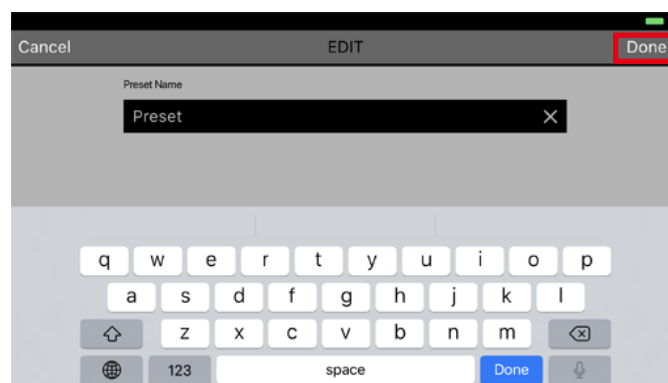 Cancel EDIT Done
Preset Name
Preset
q w e r t y u i o p
a s d f g h j k l
z x c v b n m
123 space Done